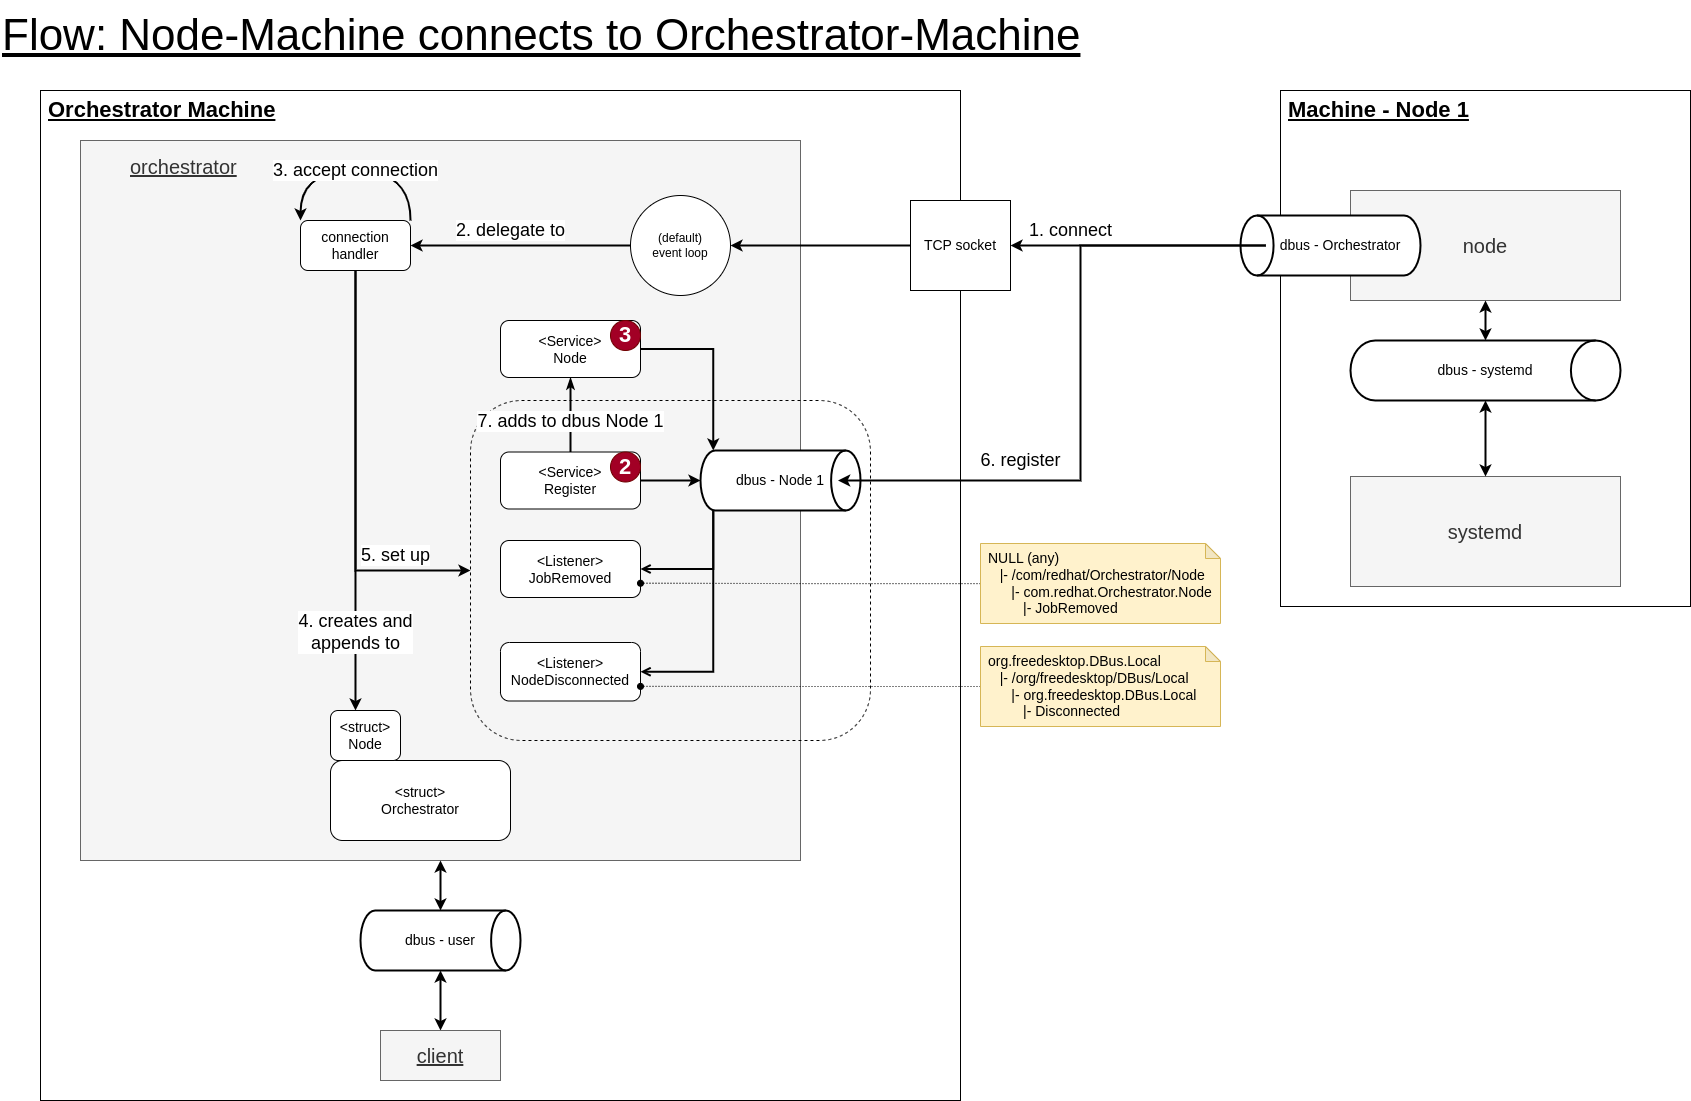 Flow: Node-Machine connects to Orchestrator-Machine
Orchestrator Machine
Machine - Node 1
orchestrator
3. accept connection
connection
handler
2. delegate to
(default)
event loop
TCP socket
1. connect
dbus - Orchestrator
node
<Service>
Node
3
dbus - systemd
7. adds to dbus Node 1
<Service>
Register
2
dbus - Node 1
6. register
systemd
5. set up
<Listener>
JobRemoved
NULL (any)
|- /com/redhat/Orchestrator/Node
|- com.redhat.Orchestrator.Node
|- JobRemoved
4. creates and
appends to
<Listener>
NodeDisconnected
org.freedesktop.DBus.Local
|- /org/freedesktop/DBus/Local
|- org.freedesktop.DBus.Local
|- Disconnected
<struct>
Node
<struct>
Orchestrator
dbus - user
client